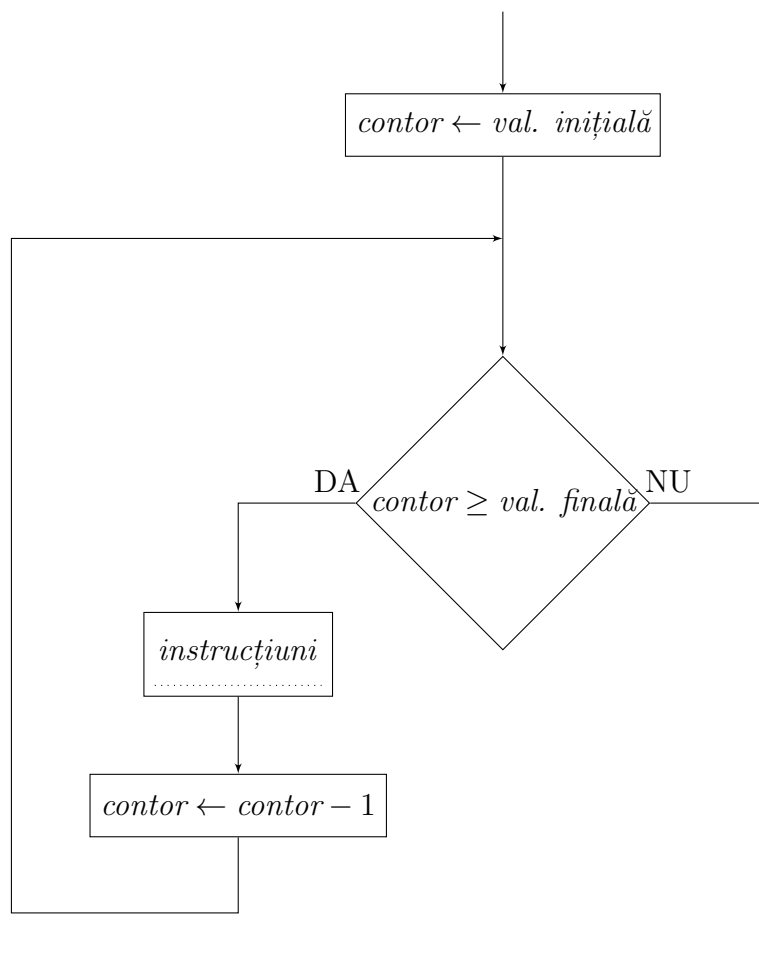 contor ← val. inițială
DA
contor ≥ val. finală
NU
instrucțiuni
contor ← contor − 1